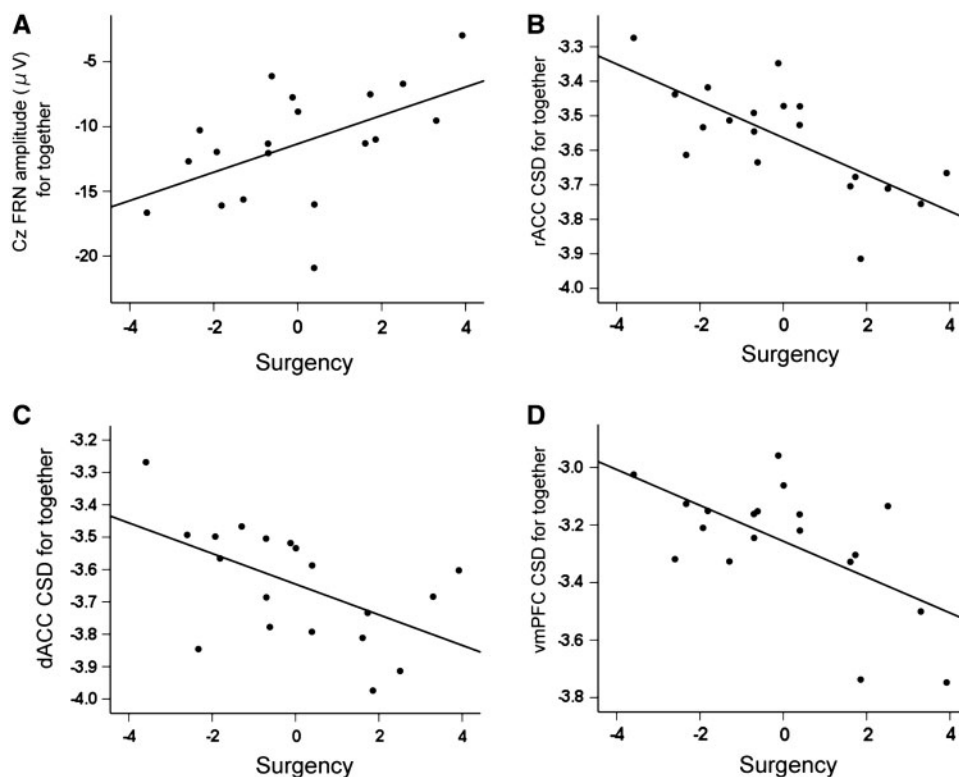 A
Cz FRN amplitude (μV)
for together
-5
-10
-15
-20
-4 -2 0 2 4
Surgency
B
rACC CSD for together
-3.3
-3.4
-3.5
-3.6
-3.7
-3.8
-3.9
-4.0
-4 -2 0 2 4
Surgency
C
dACC CSD for together
-3.2
-3.3
-3.4
-3.5
-3.6
-3.7
-3.8
-3.9
-4.0
-4 -2 0 2 4
Surgency
D
vmPFC CSD for together
-3.0
-3.2
-3.4
-3.6
-3.8
-4 -2 0 2 4
Surgency